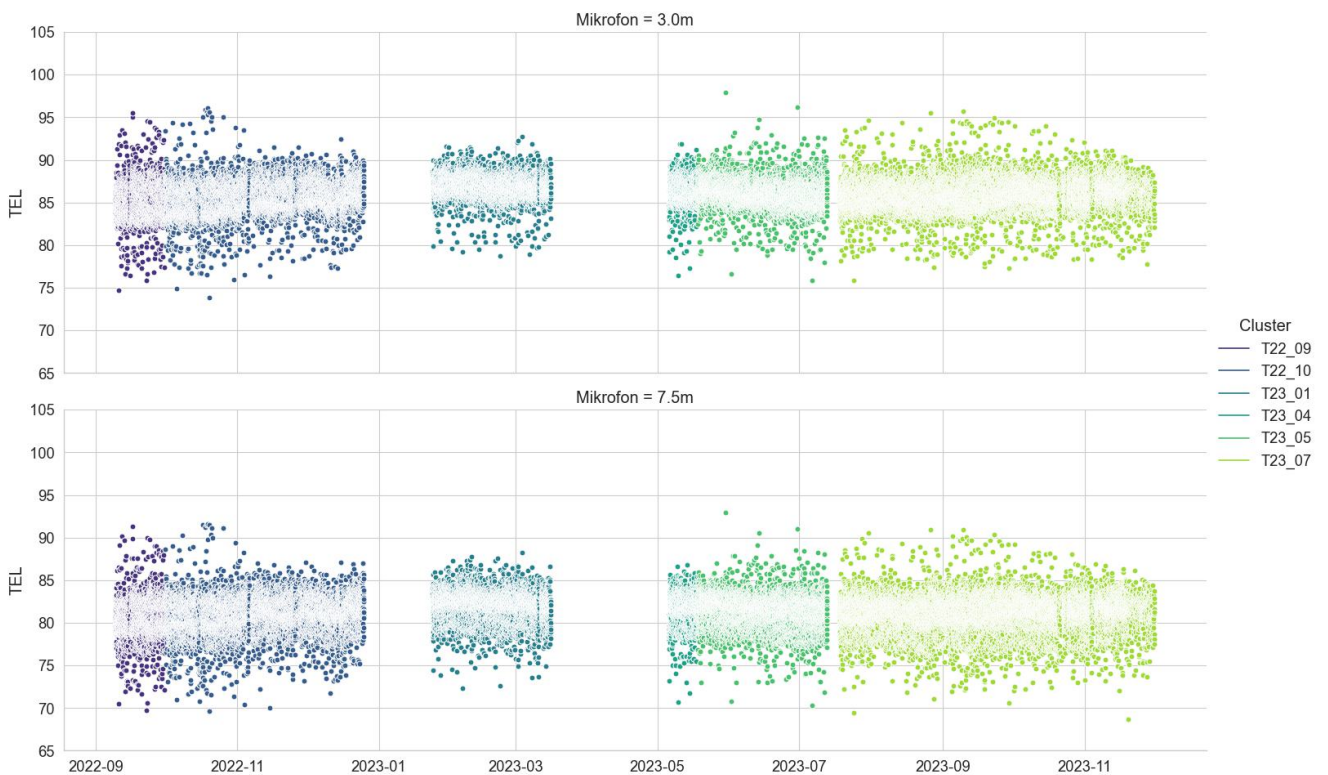 Mikrofon = 3.0m
105
100
95
90
85
80
75
70
65
TEL
Mikrofon = 7.5m
105
100
95
90
85
80
75
70
65
TEL
2022-09 2022-11 2023-01 2023-03 2023-05 2023-07 2023-09 2023-11
Cluster
T22_09
T22_10
T23_01
T23_04
T23_05
T23_07